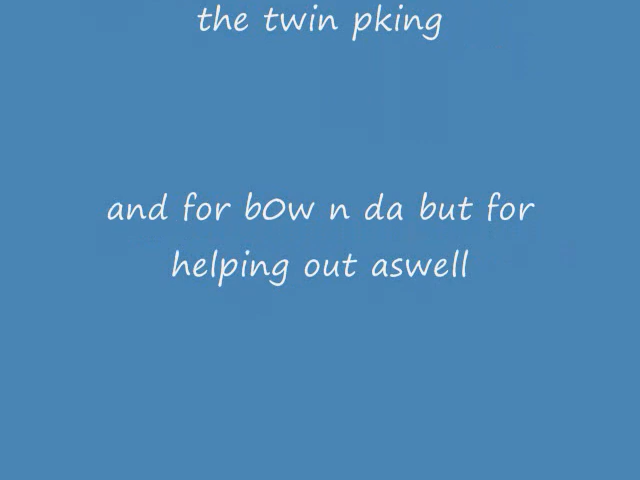 the twin pking
and for b0w n da but for
helping out aswell